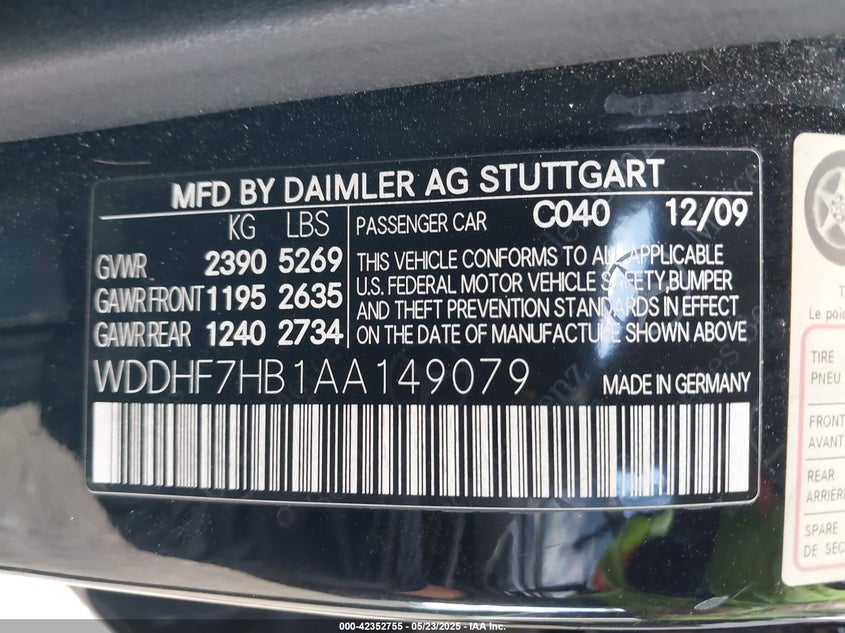 MFD BY DAIMLER AG STUTTGART
KG LBS
GVWR 2390 5269
GAWR FRONT 1195 2635
GAWR REAR 1240 2734
PASSENGER CAR C040 12/09
THIS VEHICLE CONFORMS TO ALL APPLICABLE
U.S. FEDERAL MOTOR VEHICLE SAFETY, BUMPER
AND THEFT PREVENTION STANDARDS IN EFFECT
ON THE DATE OF MANUFACTURE SHOWN ABOVE
WDDHF7HB1AA149079 MADE IN GERMANY
Le poid
TIRE
PNEU
FRONT
AVANT
REAR
ARRIÈRE
SPARE
DE SEC
000-42352755 - 05/23/2025 - IAA Inc.